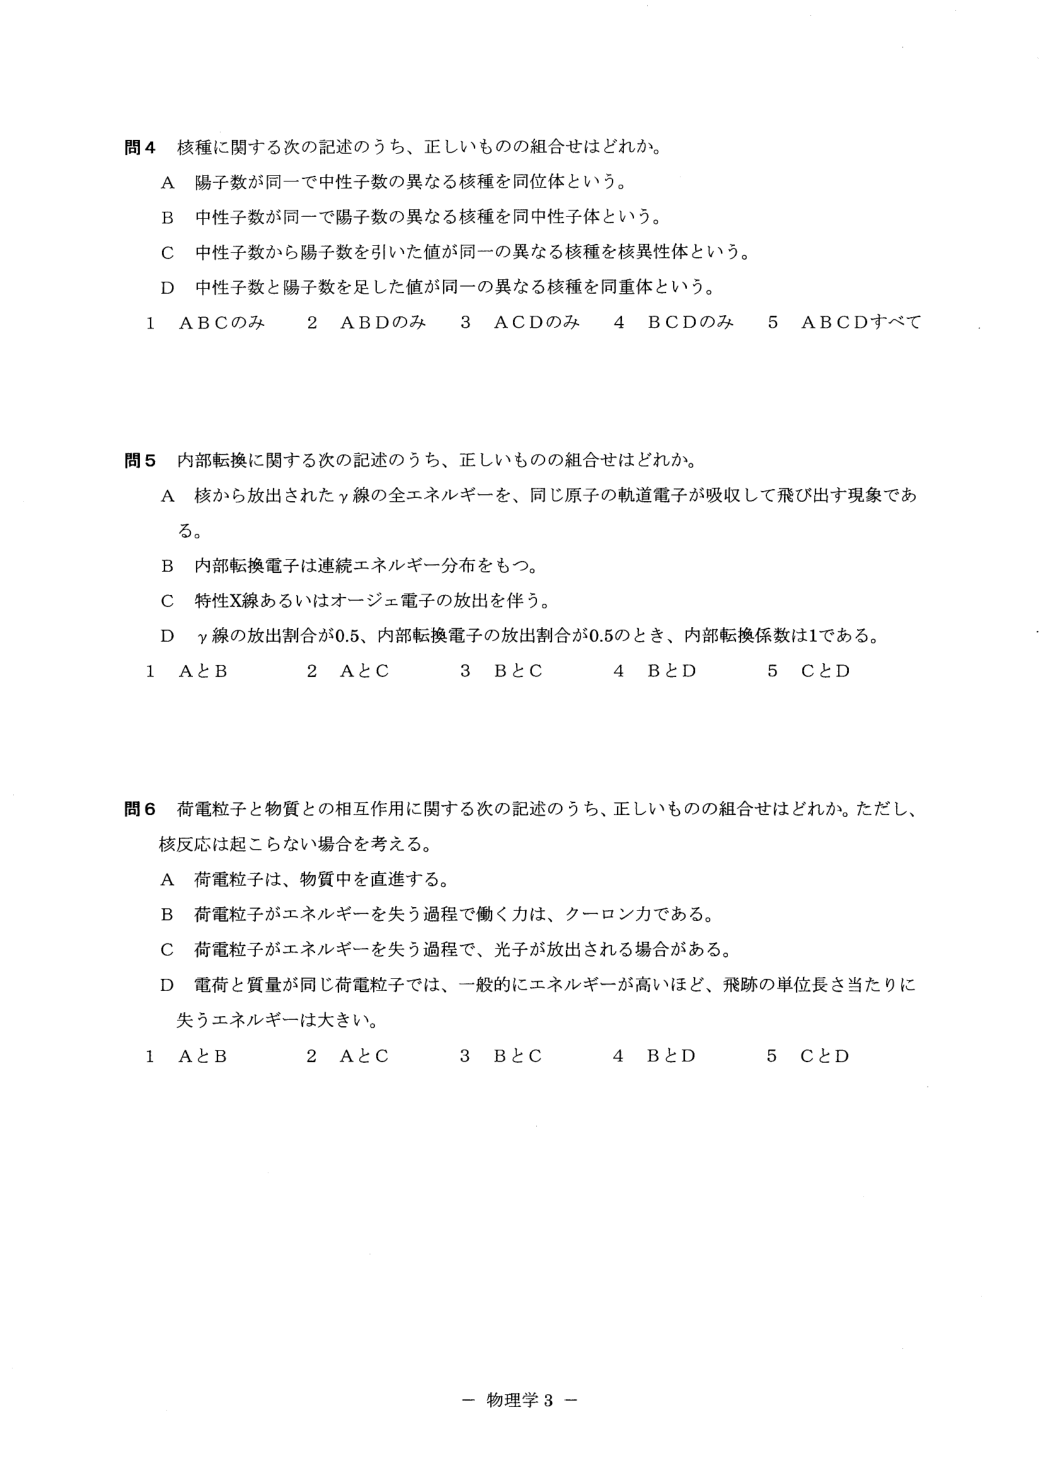 問4　核種に関する次の記述のうち、正しいものの組合せはどれか。
A　陽子数が同一で中性子数の異なる核種を同位体という。
B　中性子数が同一で陽子数の異なる核種を同中性子体という。
C　中性子数から陽子数を引いた値が同一の異なる核種を核異性体という。
D　中性子数と陽子数を足した値が同一の異なる核種を同重体という。
1　ABCのみ　　2　ABDのみ　　3　ACDのみ　　4　BCDのみ　　5　ABCDすべて
問5　内部転換に関する次の記述のうち、正しいものの組合せはどれか。
A　核から放出されたγ線の全エネルギーを、同じ原子の軌道電子が吸収して飛び出す現象であ
る。
B　内部転換電子は連続エネルギー分布をもつ。
C　特性X線あるいはオージェ電子の放出を伴う。
D　γ線の放出割合が0.5、内部転換電子の放出割合が0.5のとき、内部転換係数は1である。
1　AとB　　2　AとC　　3　BとC　　4　BとD　　5　CとD
問6　荷電粒子と物質との相互作用に関する次の記述のうち、正しいものの組合せはどれか。ただし、
核反応は起こらない場合を考える。
A　荷電粒子は、物質中を直進する。
B　荷電粒子がエネルギーを失う過程で働く力は、クーロン力である。
C　荷電粒子がエネルギーを失う過程で、光子が放出される場合がある。
D　電荷と質量が同じ荷電粒子では、一般的にエネルギーが高いほど、飛跡の単位長さ当たりに
失うエネルギーは大きい。
1　AとB　　2　AとC　　3　BとC　　4　BとD　　5　CとD
－ 物理学 3 －